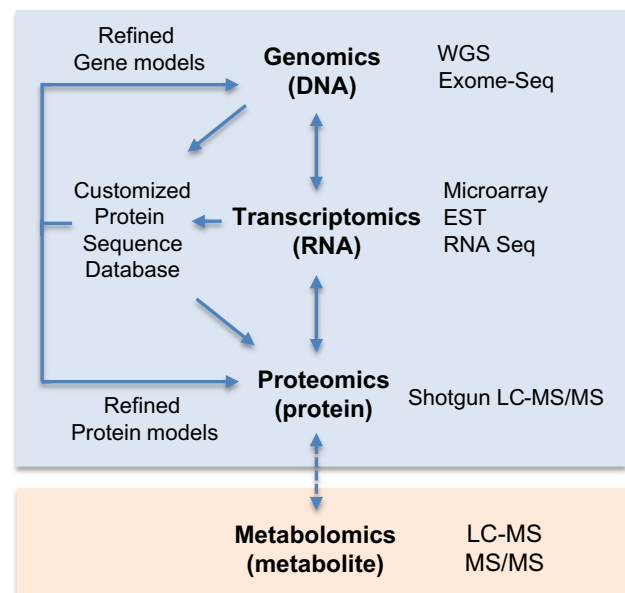 Refined
Gene models
Genomics
(DNA)
WGS
Exome-Seq
Customized
Protein
Sequence
Database
Transcriptomics
(RNA)
Microarray
EST
RNA Seq
Proteomics
(protein)
Shotgun LC-MS/MS
Refined
Protein models
Metabolomics
(metabolite)
LC-MS
MS/MS